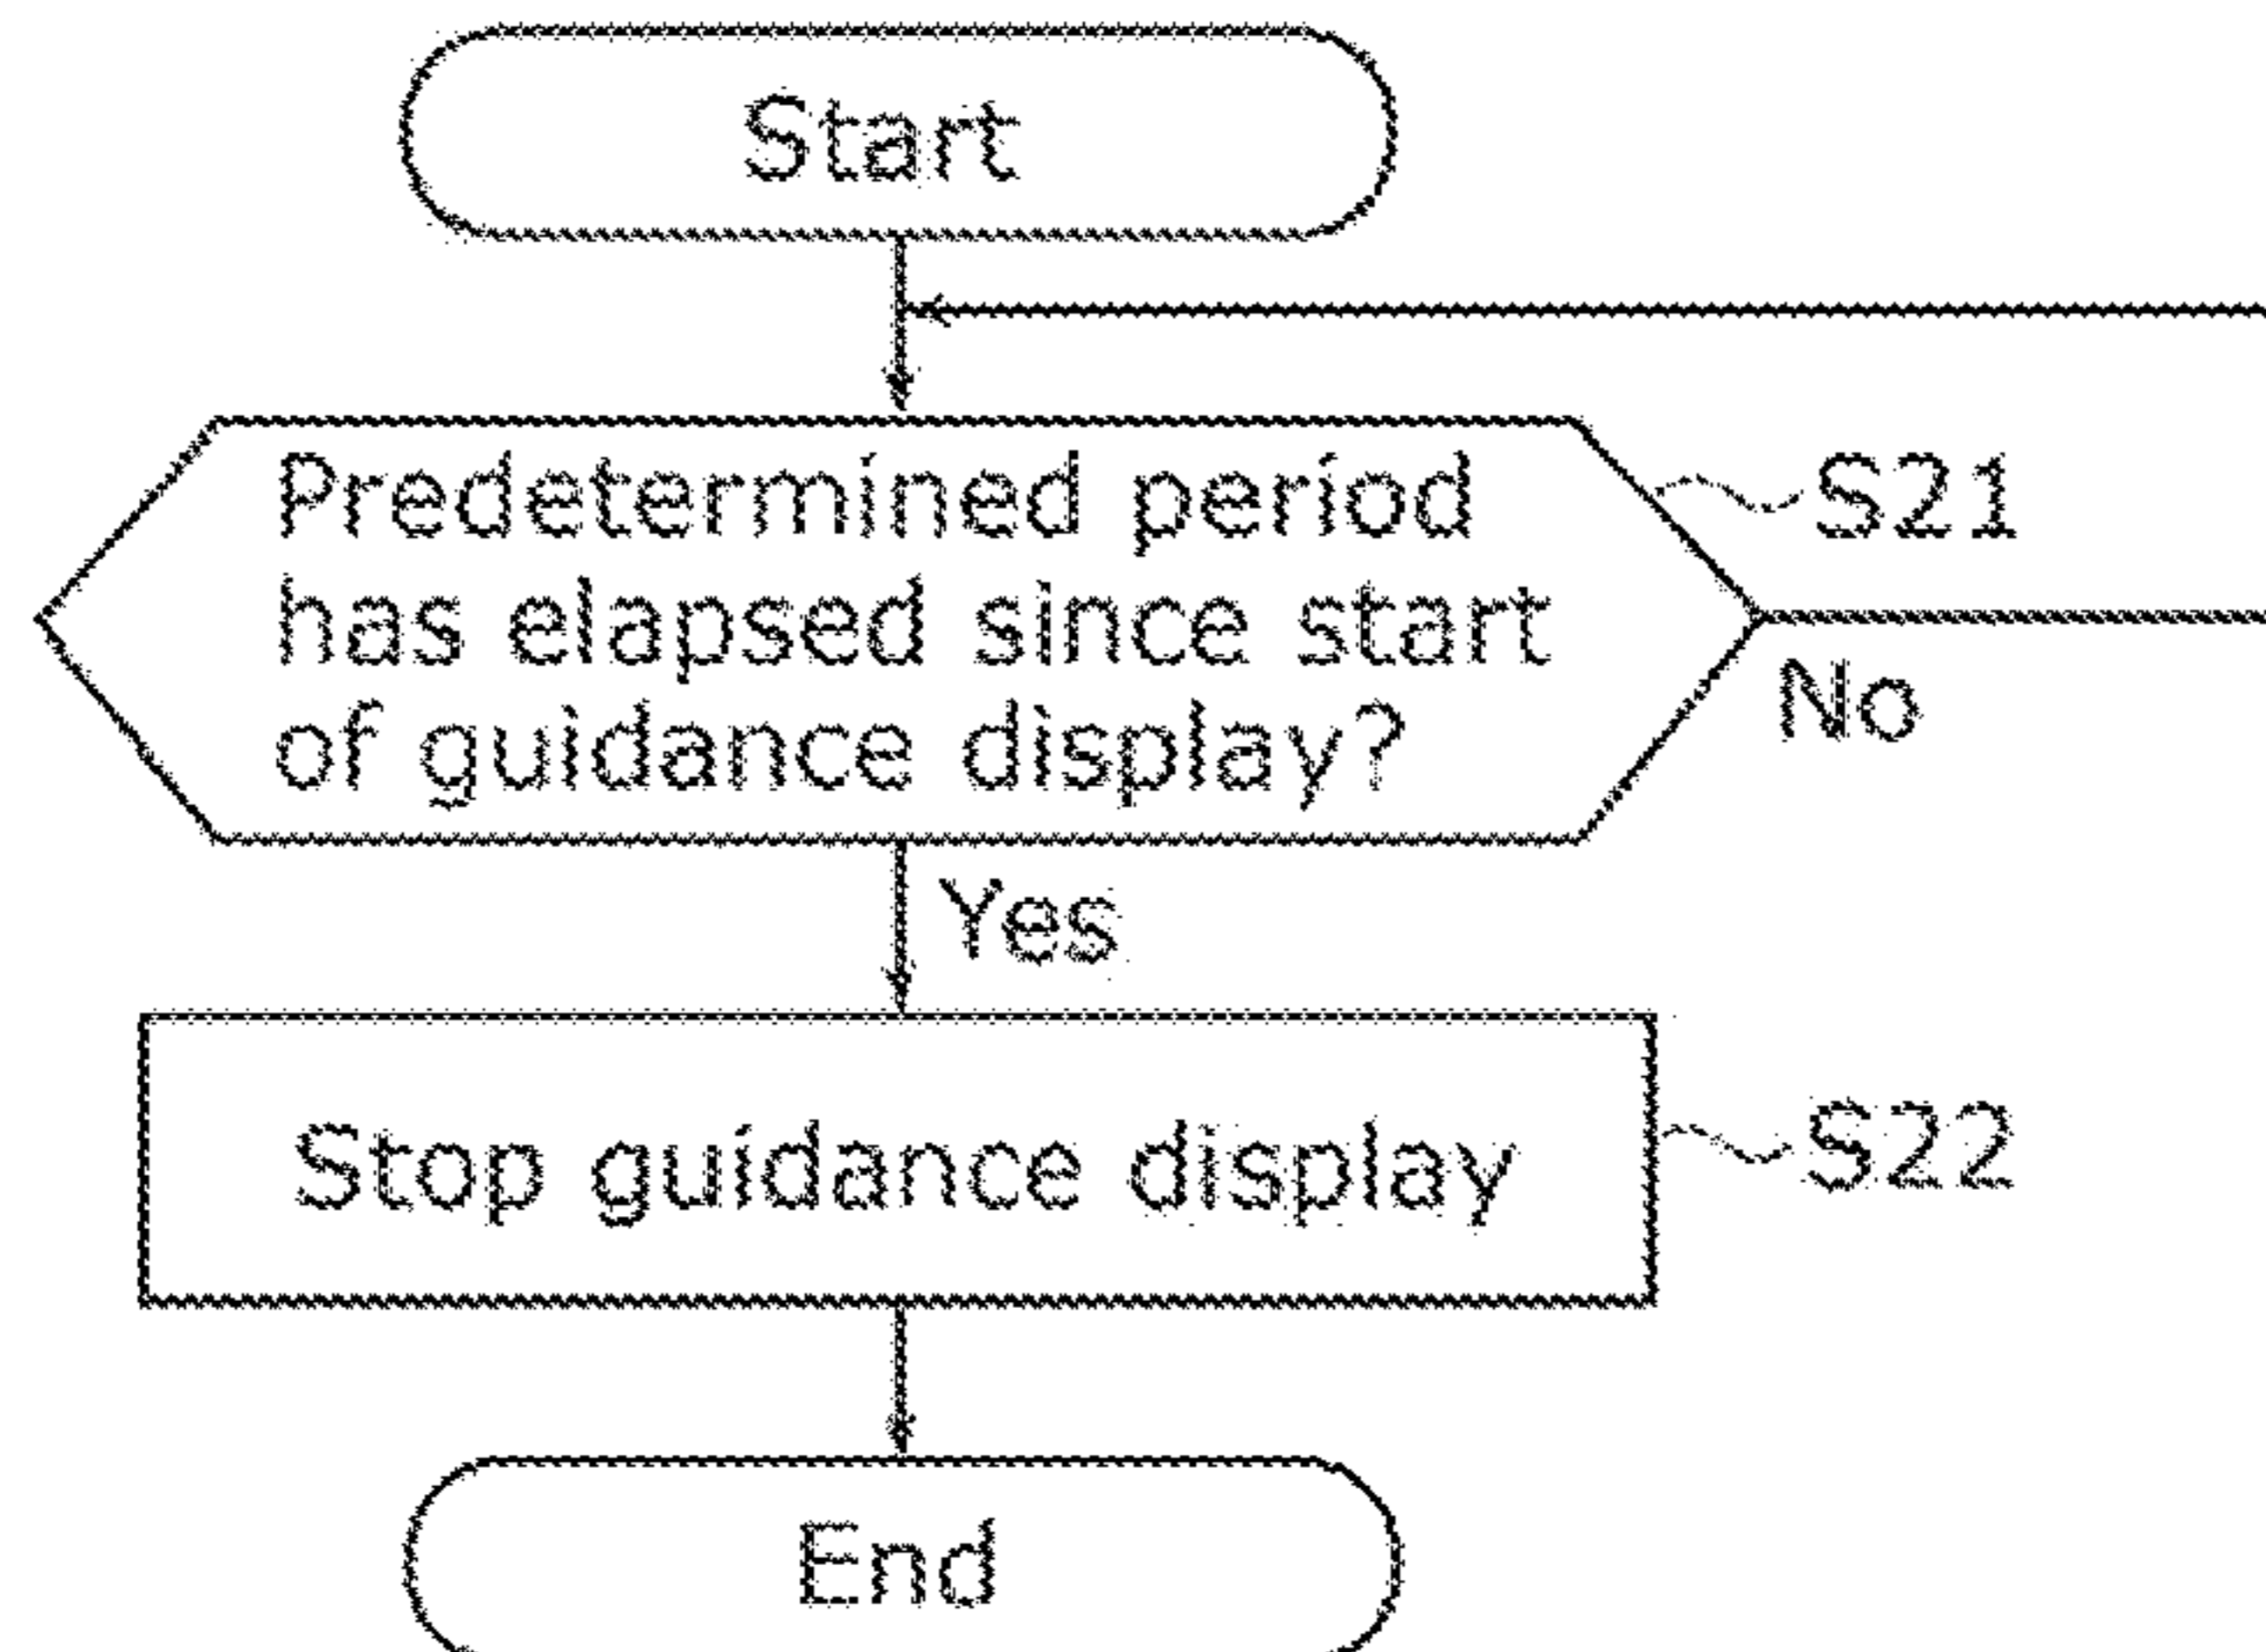 Start
Predetermined period
has elapsed since start
of guidance display?
S21
No
Yes
Stop guidance display
S22
End